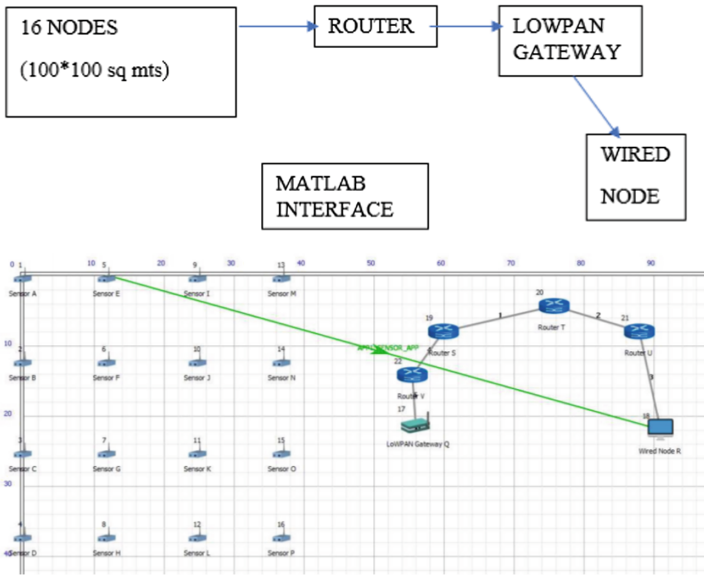 16 NODES
(100*100 sq mts)
ROUTER
LOWPAN
GATEWAY
WIRED
NODE
MATLAB
INTERFACE
0 10 20 30 40 50 60 70 80 90
1 5 9 13
Sensor A Sensor E Sensor I Sensor M
20
Router T
19
Router S
21
Router U
1 2
10
APP1_SENSOR_APP
2 6 10 14
Sensor B Sensor F Sensor J Sensor N
22
Router V
3
20
17
LoWPAN Gateway Q
18
Wired Node R
3 7 11 15
Sensor C Sensor G Sensor K Sensor O
30
4 8 12 16
40
Sensor D Sensor H Sensor L Sensor P